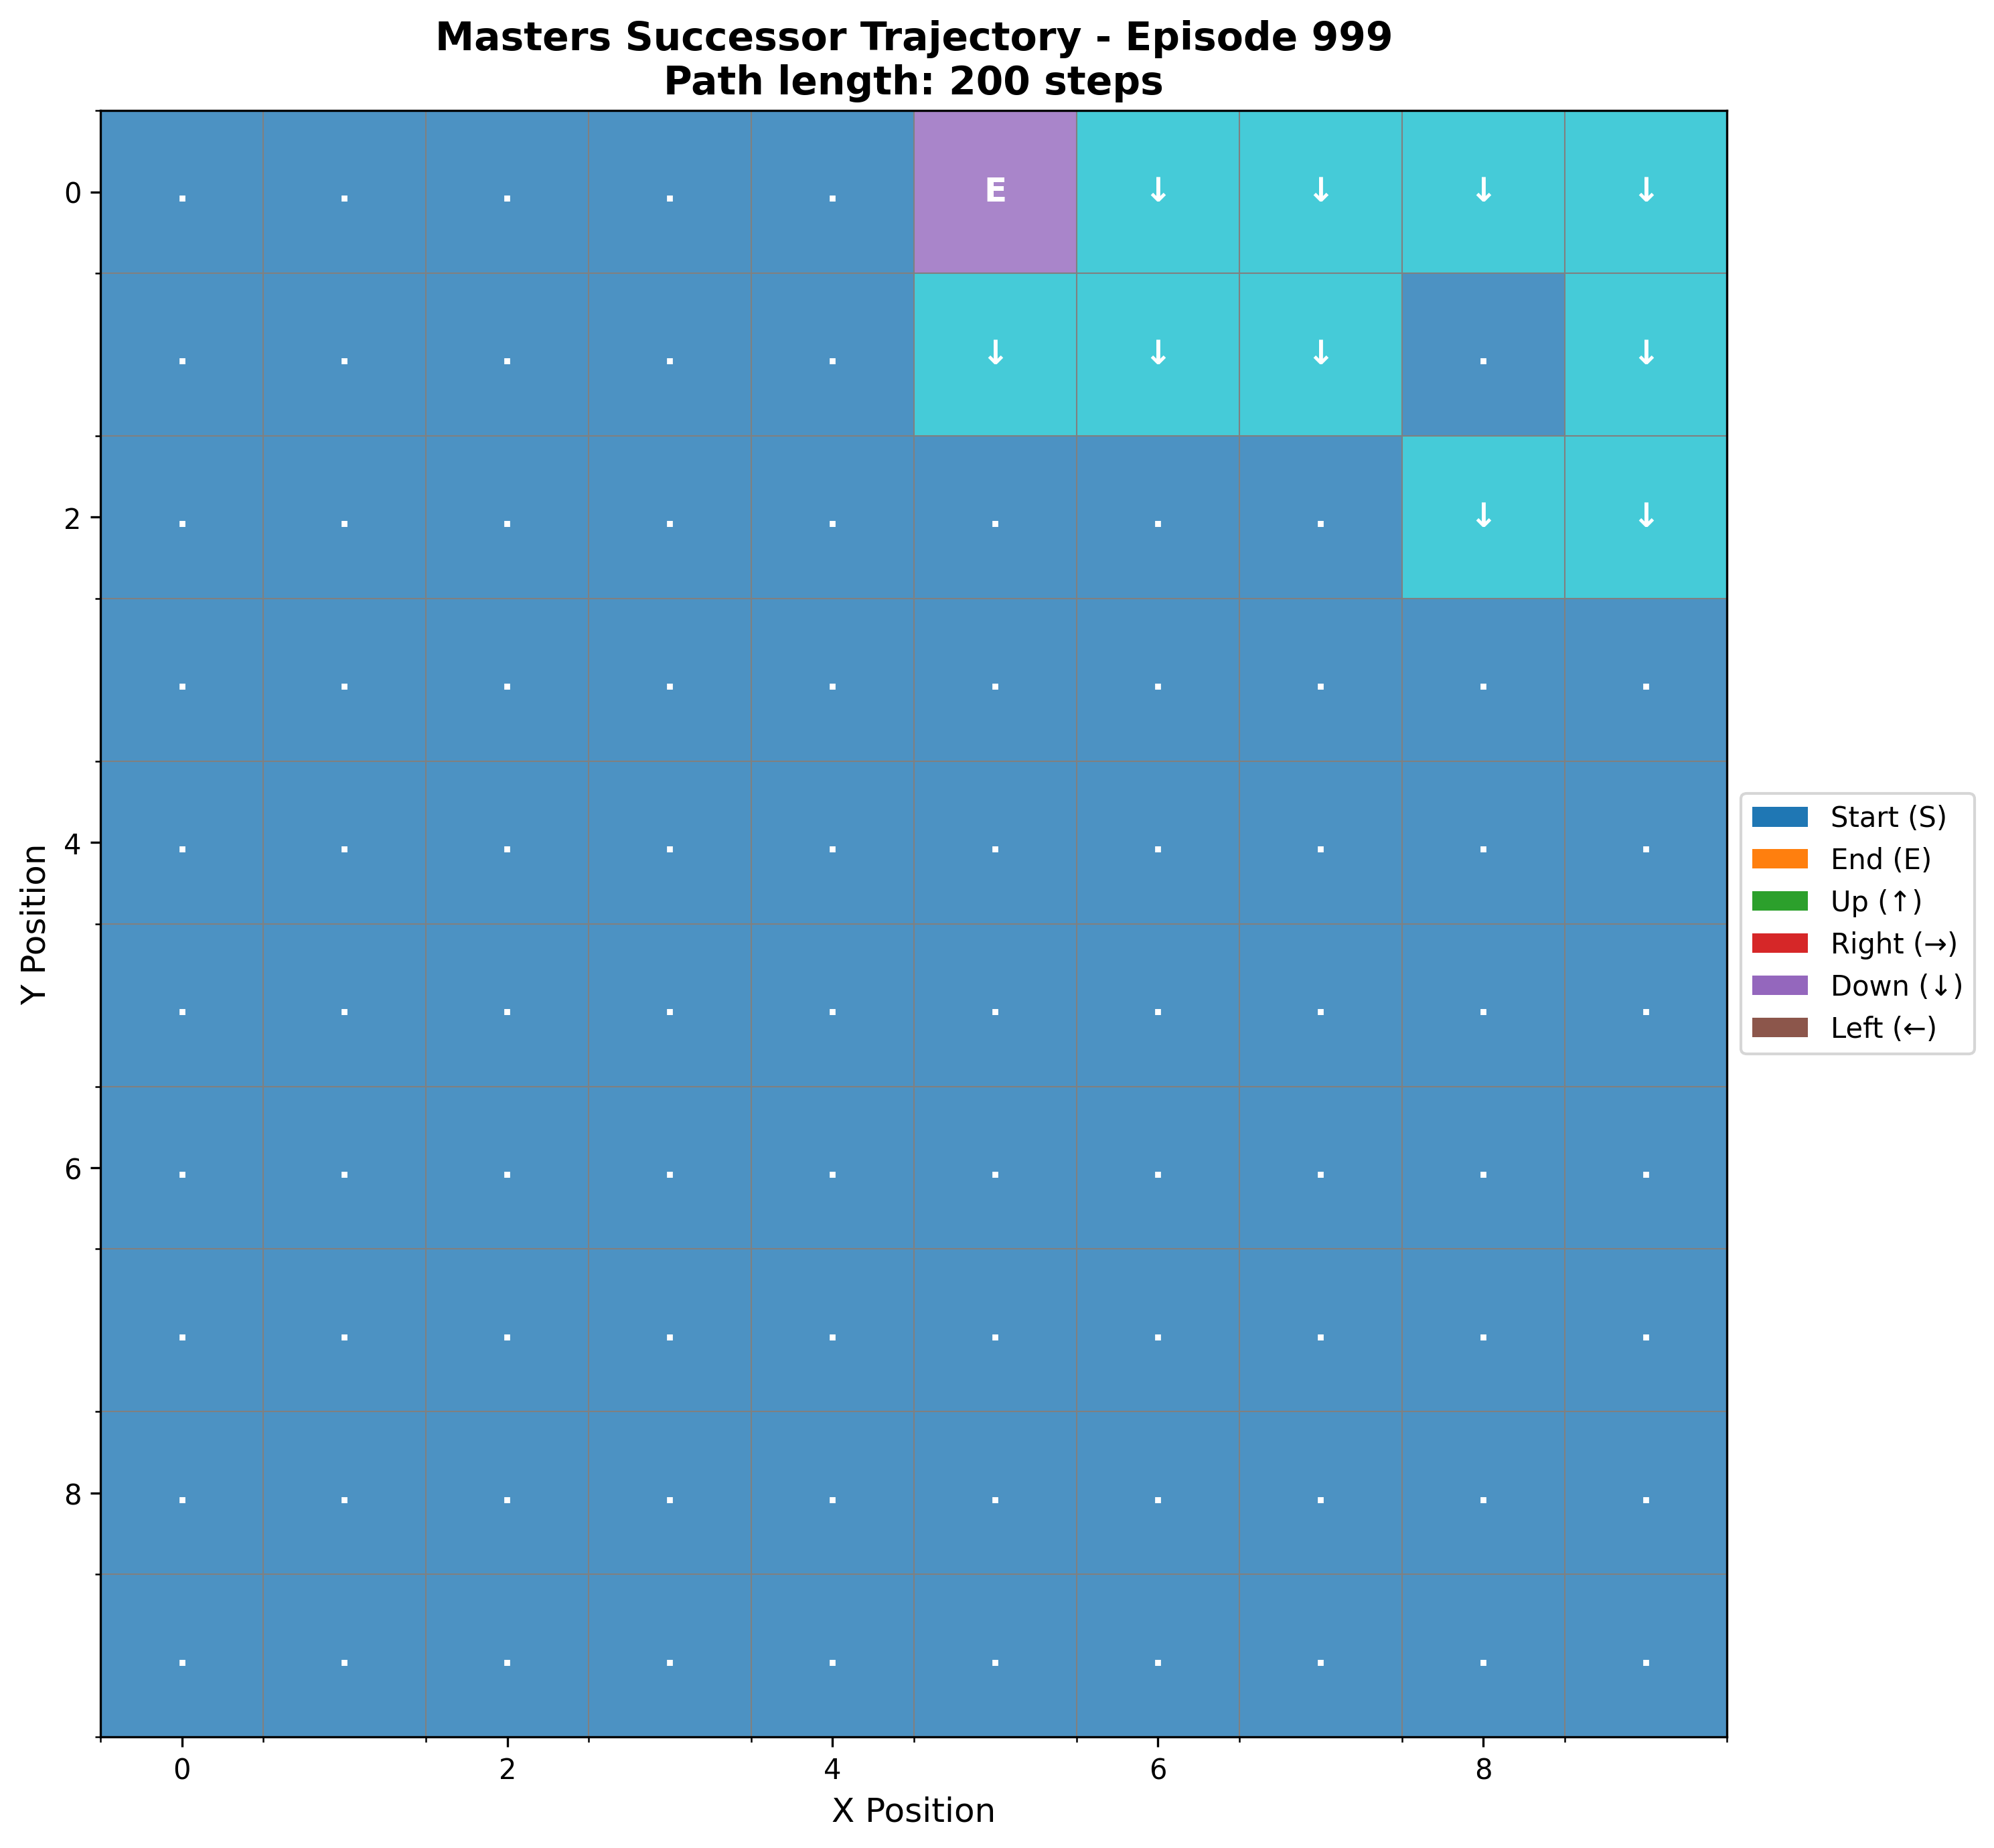 Masters Successor Trajectory - Episode 999
Path length: 200 steps
0 . . . . . E ↓ ↓ ↓ ↓
. . . . . ↓ ↓ ↓ . ↓
2 . . . . . . . . ↓ ↓
. . . . . . . . . .
4 . . . . . . . . . .
. . . . . . . . . .
6 . . . . . . . . . .
. . . . . . . . . .
8 . . . . . . . . . .
. . . . . . . . . .
0 2 4 6 8
X Position
Y Position
Start (S)
End (E)
Up (↑)
Right (→)
Down (↓)
Left (←)